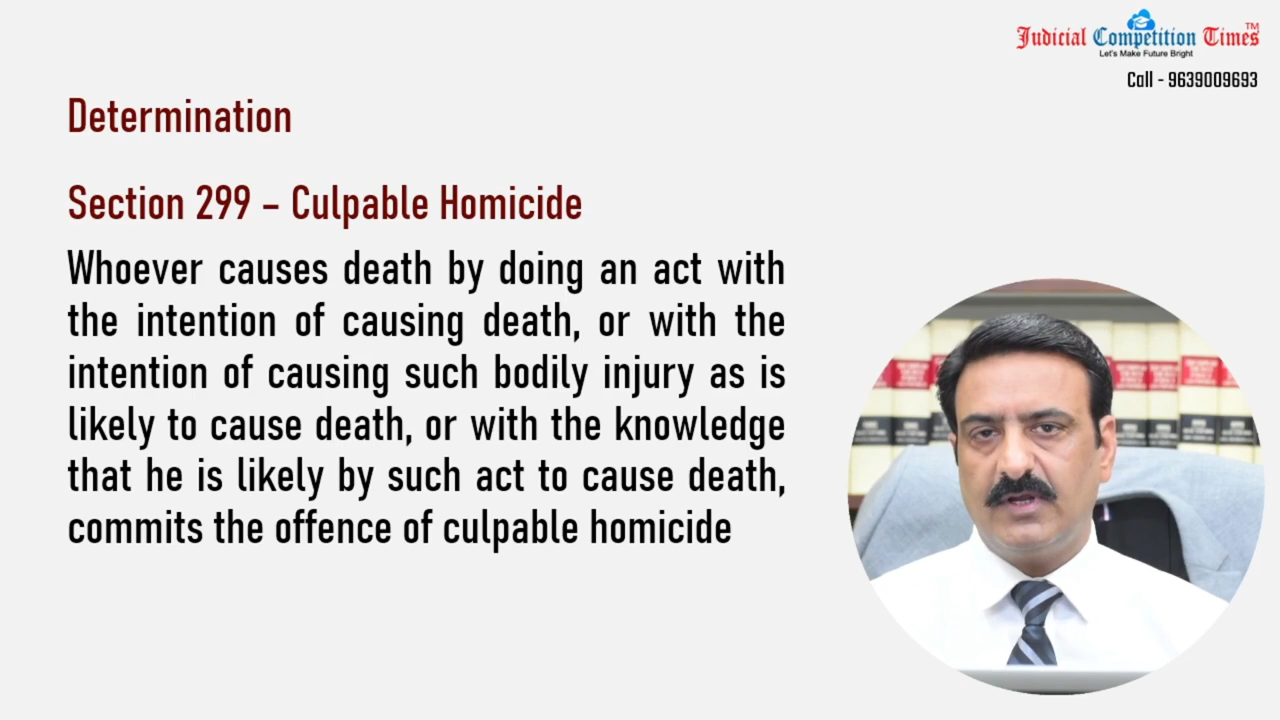 Judicial Competition Times TM
Let's Make Future Bright
Call - 9639009693
Determination
Section 299 – Culpable Homicide
Whoever causes death by doing an act with
the intention of causing death, or with the
intention of causing such bodily injury as is
likely to cause death, or with the knowledge
that he is likely by such act to cause death,
commits the offence of culpable homicide